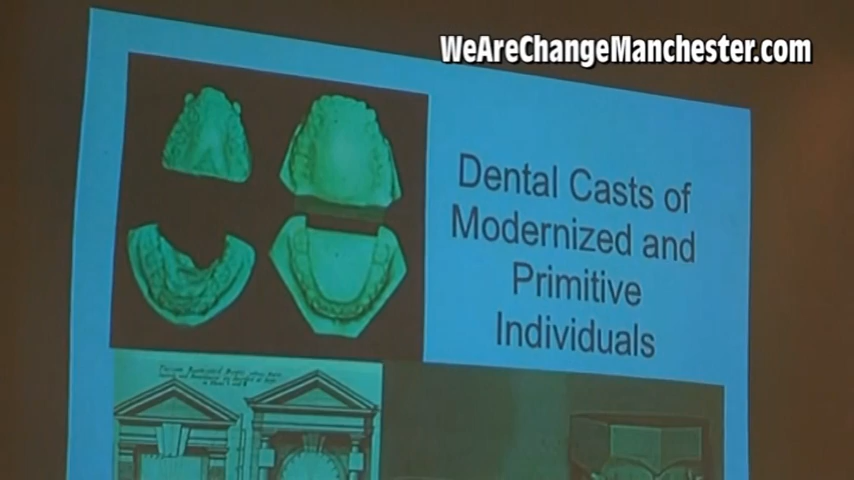 WeAreChangeManchester.com
Dental Casts of
Modernized and
Primitive
Individuals